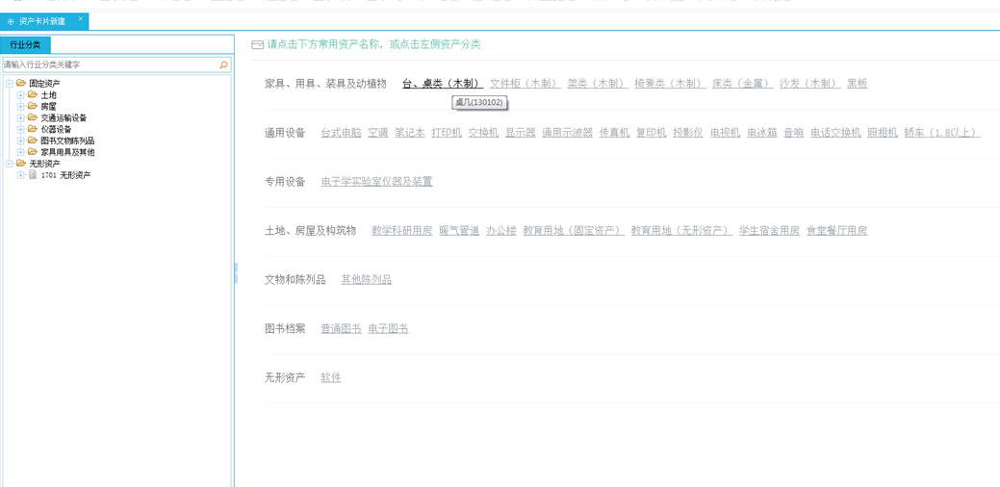 资产卡片新建 ×
行业分类
请输入行业分类关键字
固定资产
土地
房屋
交通运输设备
仪器设备
图书文物陈列品
家具用具及其他
无形资产
1701 无形资产
请点击下方常用资产名称，或点击左侧资产分类
家具、用具、装具及动植物 台、桌类（木制） 文件柜（木制） 架类（木制） 椅凳类（木制） 床类（金属） 沙发（木制） 黑板
桌几(130102)
通用设备 台式电脑 空调 笔记本 打印机 交换机 显示器 通用示波器 传真机 复印机 投影仪 电视机 电冰箱 音响 电话交换机 照相机 轿车（1.8以上）
专用设备 电子学实验室仪器及装置
土地、房屋及构筑物 教学科研用房 暖气管道 办公楼 教育用地（固定资产） 教育用地（无形资产） 学生宿舍用房 食堂餐厅用房
文物和陈列品 其他陈列品
图书档案 普通图书 电子图书
无形资产 软件